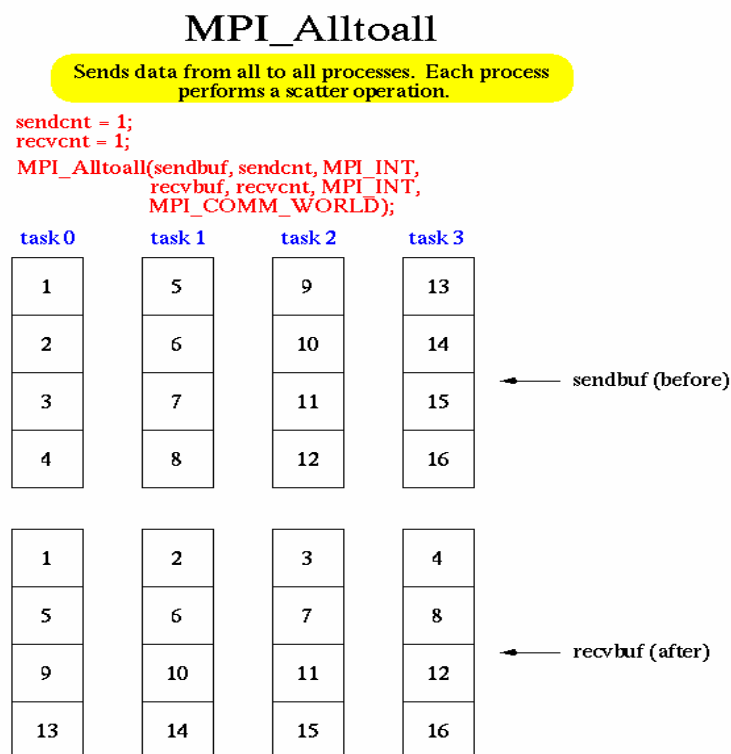 MPI_Alltoall
Sends data from all to all processes. Each process
performs a scatter operation.
sendcnt = 1;
recvcnt = 1;
MPI_Alltoall(sendbuf, sendcnt, MPI_INT,
recvbuf, recvcnt, MPI_INT,
MPI_COMM_WORLD);
task 0 task 1 task 2 task 3
1 5 9 13
2 6 10 14
sendbuf (before)
3 7 11 15
4 8 12 16
1 2 3 4
5 6 7 8
recvbuf (after)
9 10 11 12
13 14 15 16